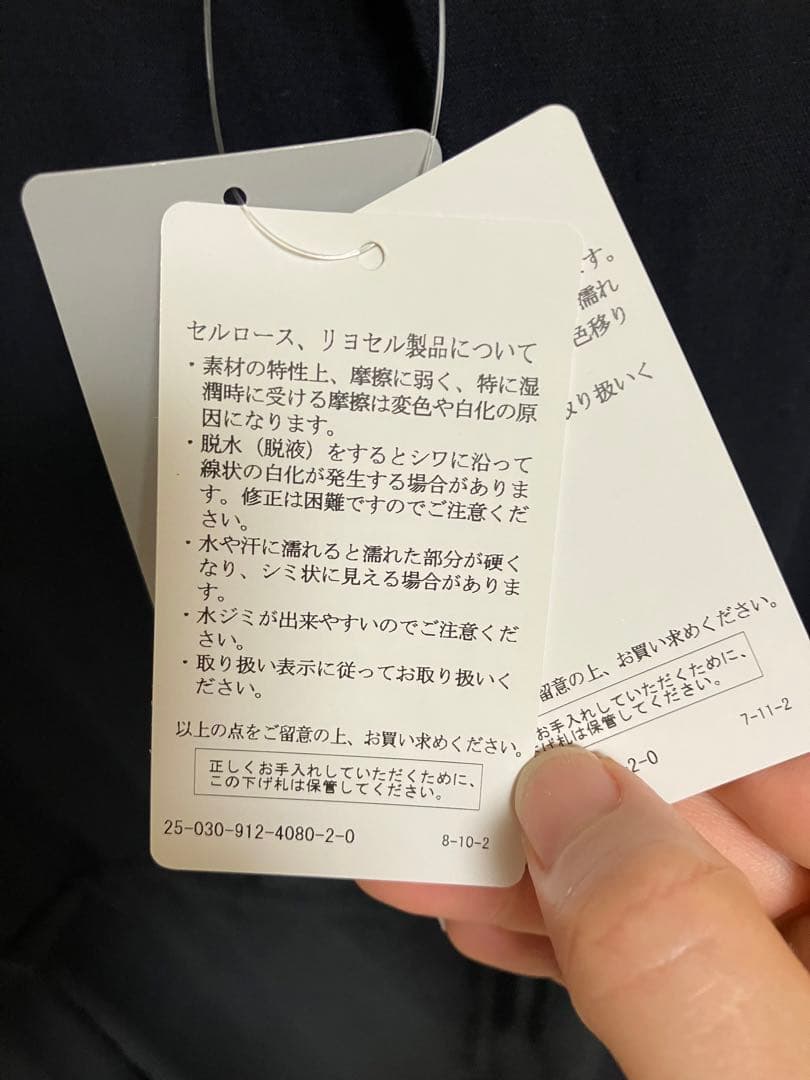 セルロース、リヨセル製品について
・素材の特性上、摩擦に弱く、特に湿
潤時に受ける摩擦は変色や白化の原
因になります。
・脱水（脱液）をするとシワに沿って
線状の白化が発生する場合がありま
す。修正は困難ですのでご注意くだ
さい。
・水や汗に濡れると濡れた部分が硬く
なり、シミ状に見える場合がありま
す。
・水ジミが出来やすいのでご注意くだ
さい。
・取り扱い表示に従ってお取り扱いく
ださい。
以上の点をご留意の上、お買い求めください。
正しくお手入れしていただくために、
この下げ札は保管してください。
25-030-912-4080-2-0
8-10-2
す。
濡れ
色移り
取り扱いく
留意の上、お買い求めください。
お手入れしていただくために、
下げ札は保管してください。
-2-0
7-11-2